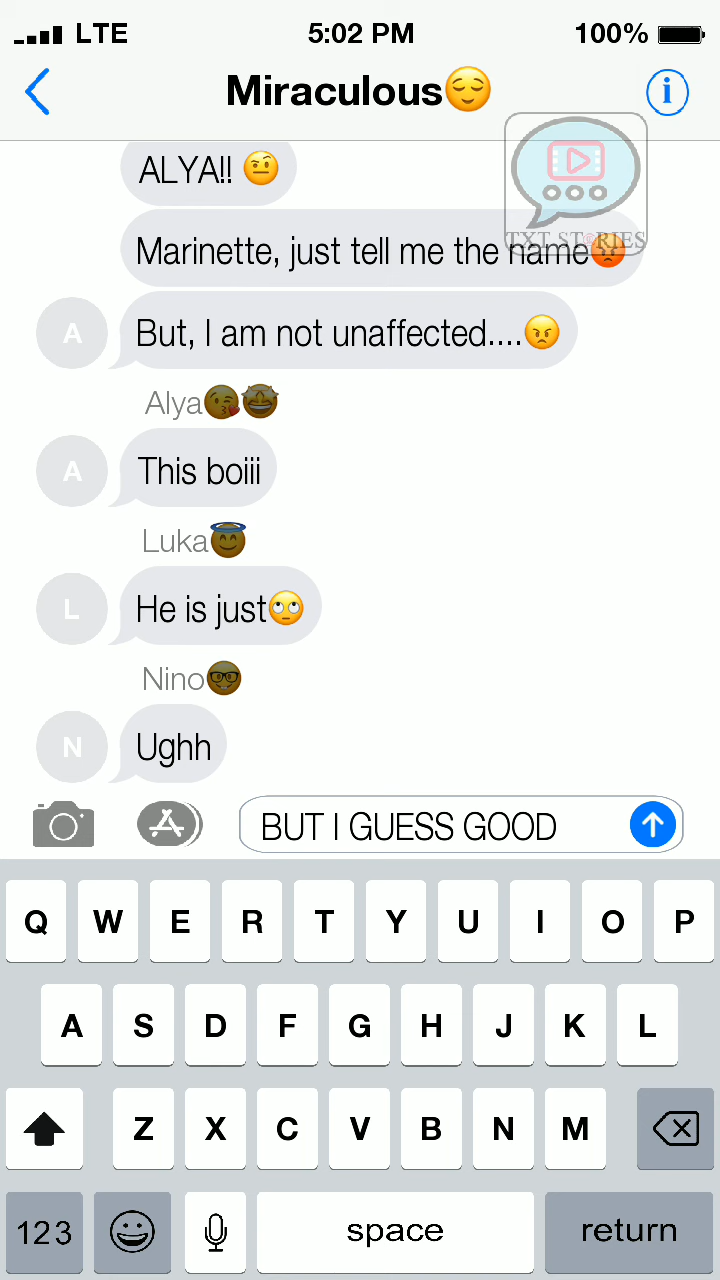 LTE 5:02 PM 100%
Miraculous😌
ALYA!! 🤨
TXT STORIES
Marinette, just tell me the name😡
A But, I am not unaffected....😠
Alya😘🤩
A This boiii
Luka😇
L He is just🙄
Nino🤓
N Ughh
BUT I GUESS GOOD
Q W E R T Y U I O P
A S D F G H J K L
Z X C V B N M
123 space return